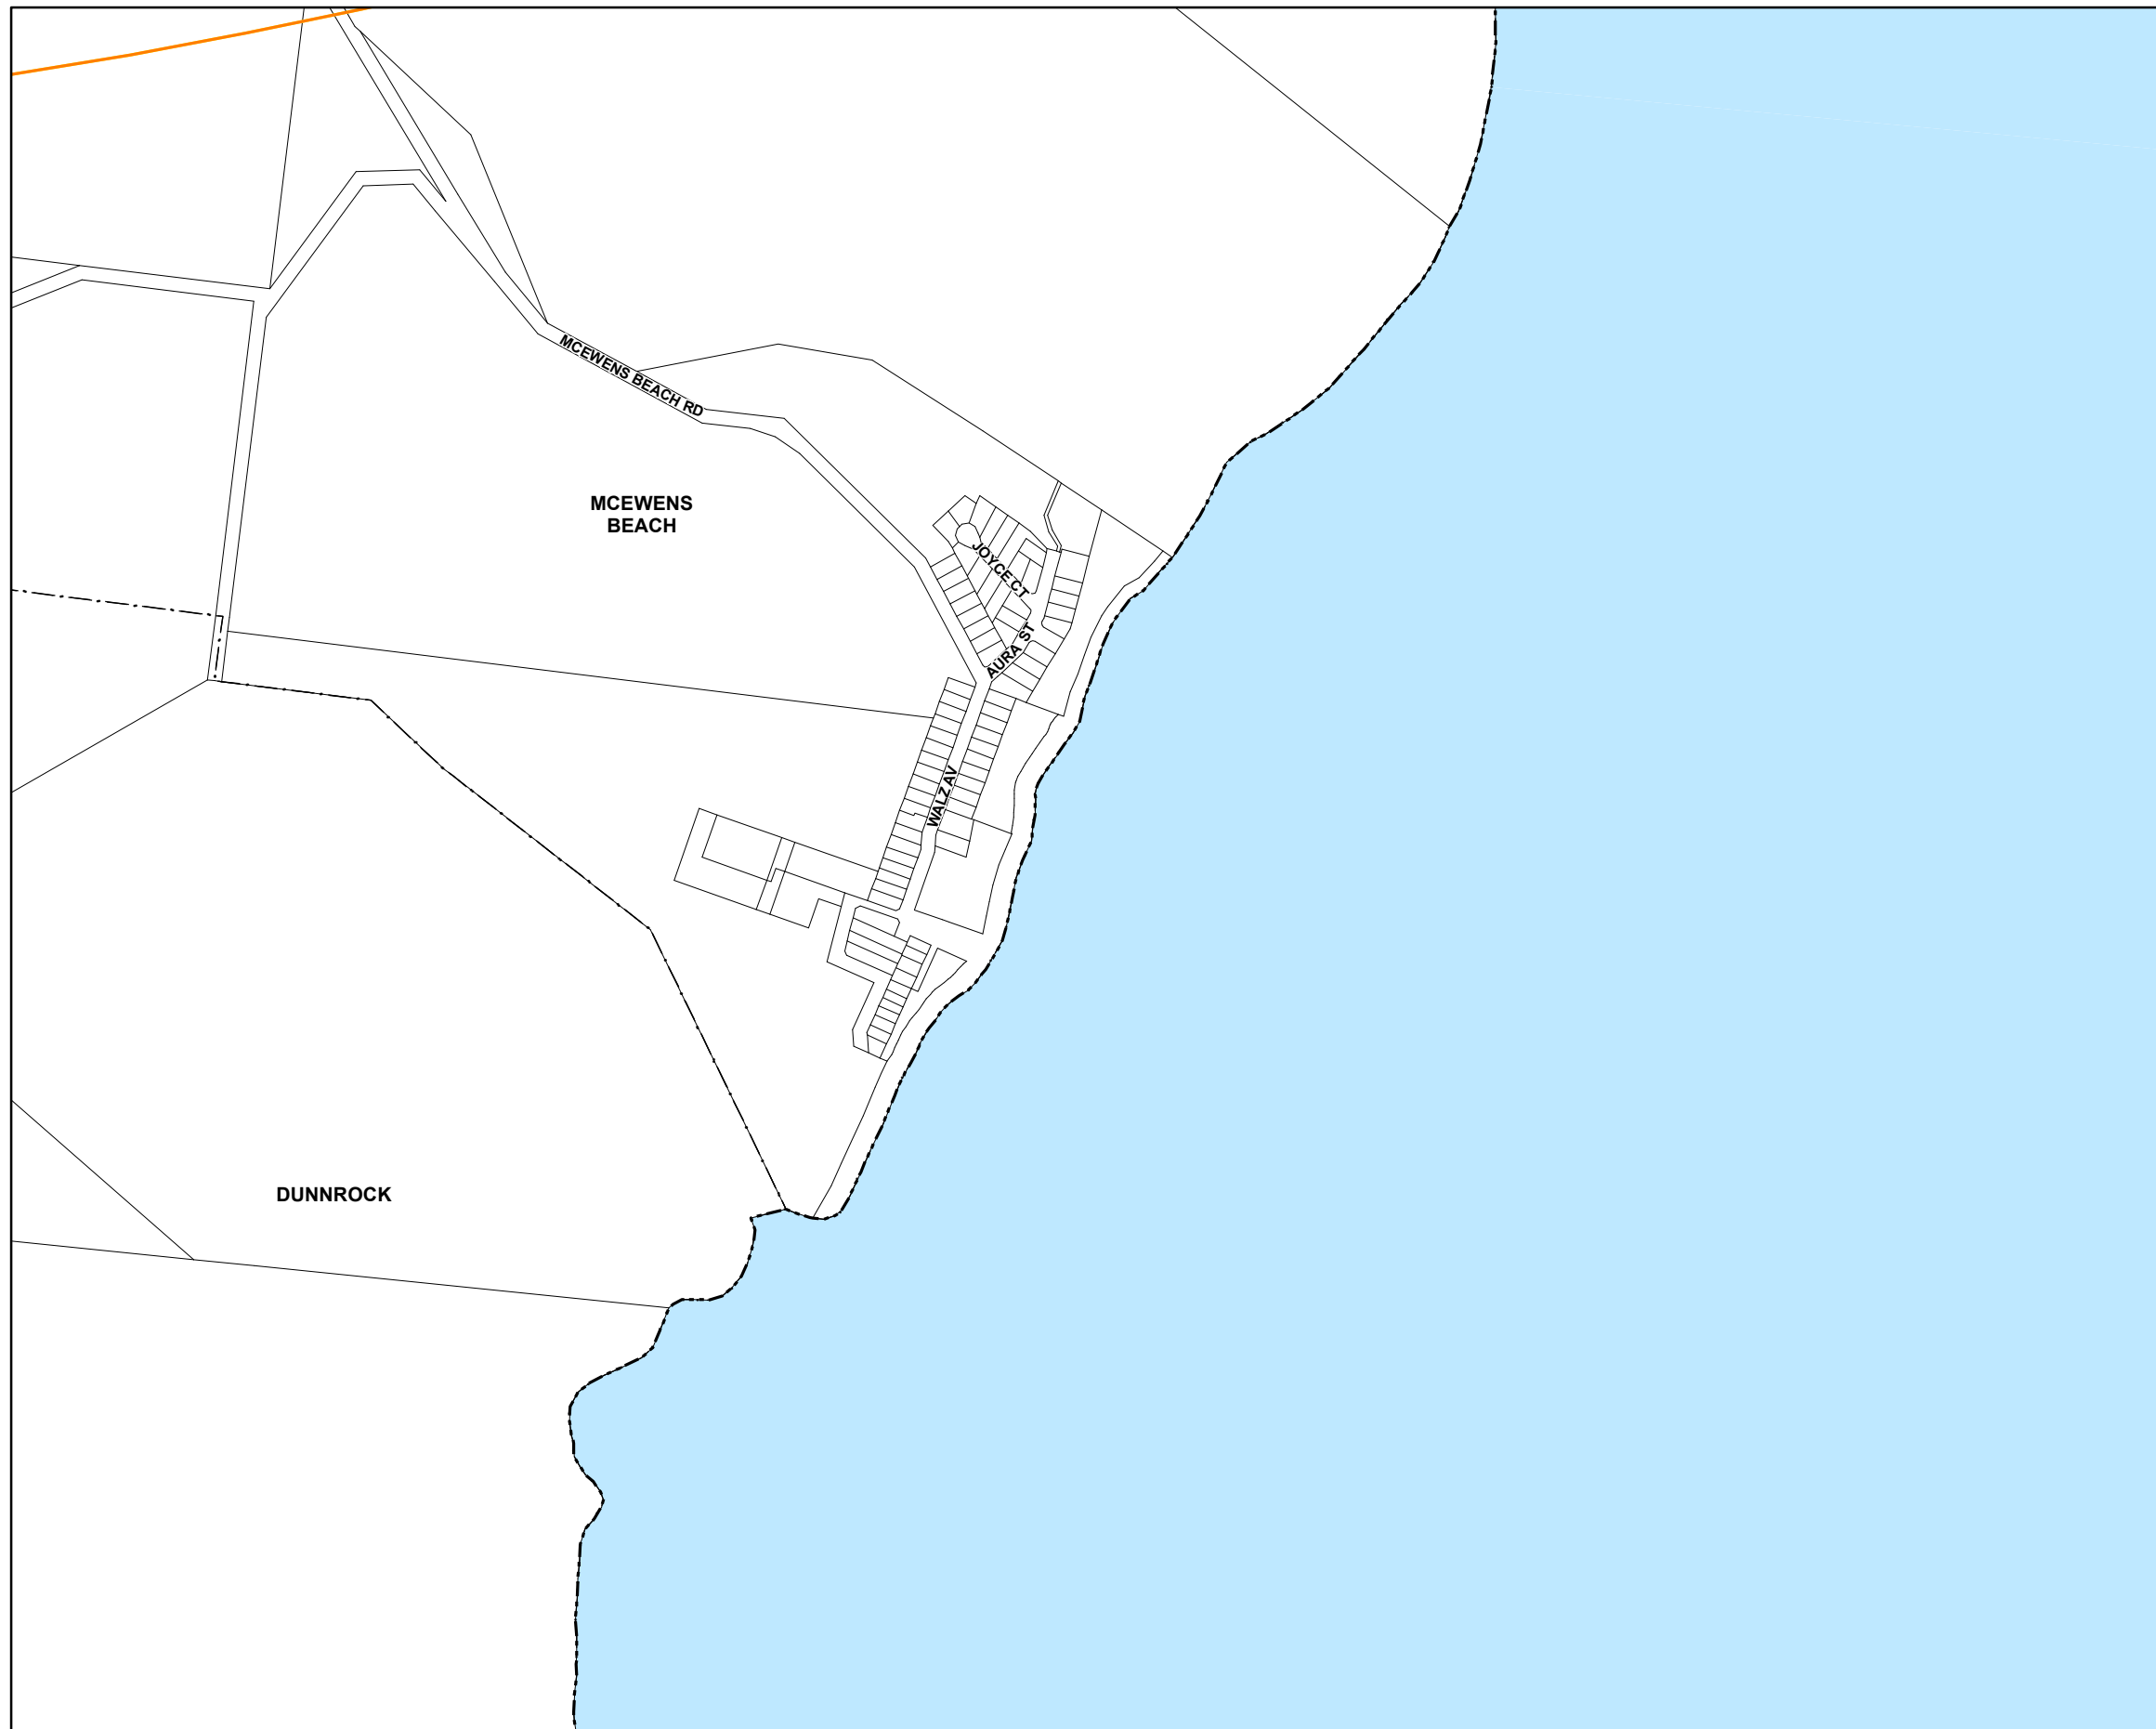 MCEWENS BEACH RD
MCEWENS
BEACH
JOYCE CT
AURA ST
WALZ AV
DUNNROCK